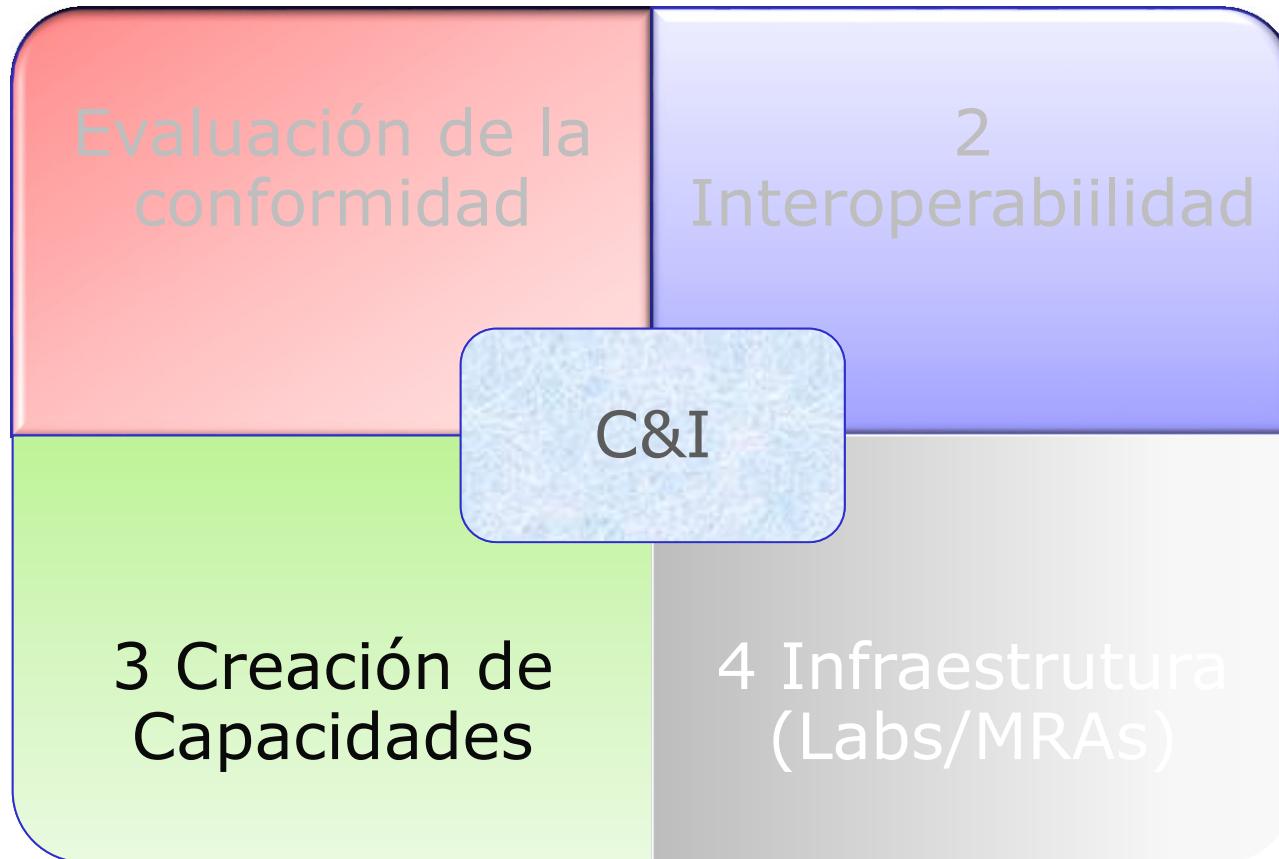 Evaluación de la
conformidad
2
Interoperabiilidad
C&I
3 Creación de
Capacidades
4 Infraestrutura
(Labs/MRAs)